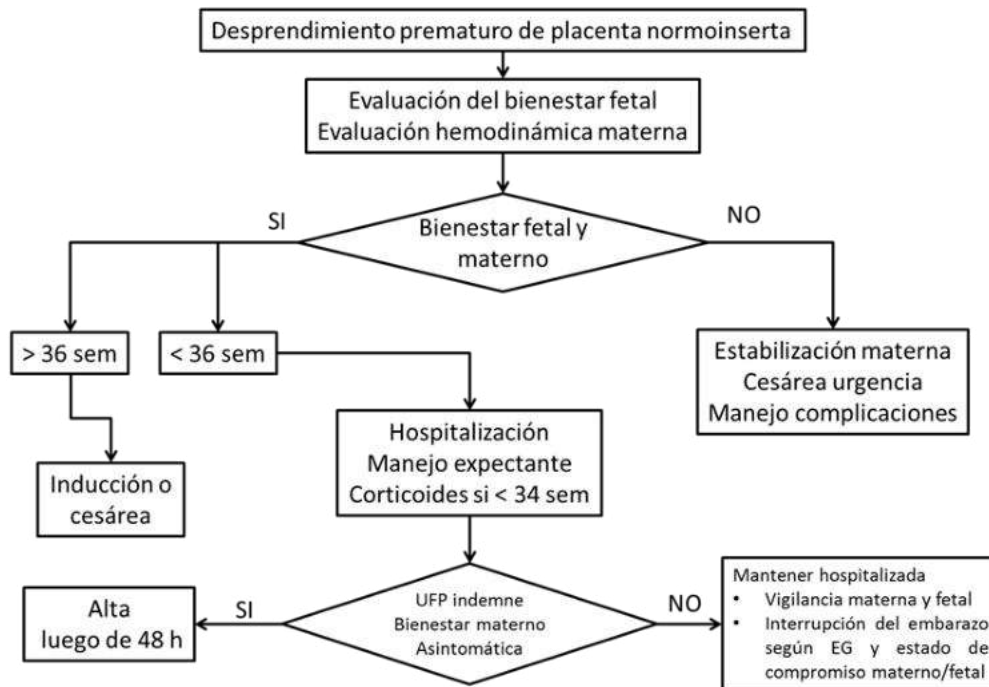 Desprendimiento prematuro de placenta normoinserta
Evaluación del bienestar fetal
Evaluación hemodinámica materna
SI
NO
Bienestar fetal y
materno
> 36 sem
< 36 sem
Estabilización materna
Cesárea urgencia
Manejo complicaciones
Hospitalización
Manejo expectante
Corticoides si < 34 sem
Inducción o
cesárea
Alta
luego de 48 h
SI
UFP indemne
Bienestar materno
Asintomática
NO
Mantener hospitalizada
• Vigilancia materna y fetal
• Interrupción del embarazo
según EG y estado de
compromiso materno/fetal